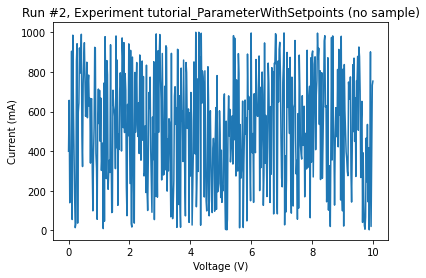 Run #2, Experiment tutorial_ParameterWithSetpoints (no sample)
1000
800
600
400
200
0
Current (mA)
0 2 4 6 8 10
Voltage (V)